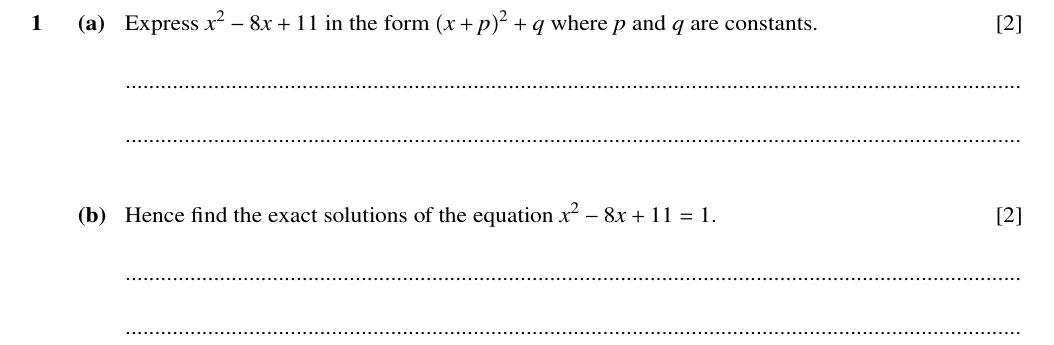 1 (a) Express x² – 8x + 11 in the form (x + p)² + q where p and q are constants. [2]
................................................................................
................................................................................
(b) Hence find the exact solutions of the equation x² – 8x + 11 = 1. [2]
................................................................................
................................................................................